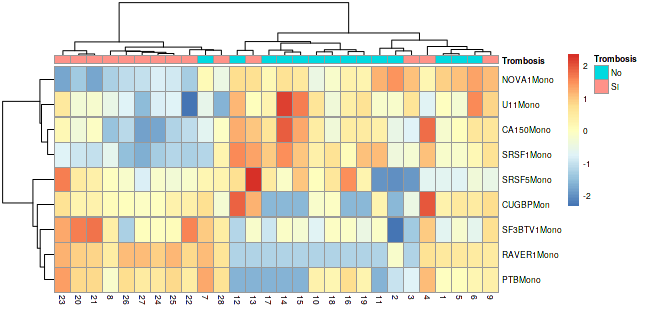 Trombosis
Trombosis
No
SI
NOVA1Mono
U11Mono
CA150Mono
SRSF1Mono
SRSF5Mono
CUGBPMon
SF3BTV1Mono
RAVER1Mono
PTBMono
2
1
0
-1
-2
23 20 21 8 26 27 24 25 22 7 28 12 13 17 14 15 10 18 16 19 11 2 3 4 1 5 6 9